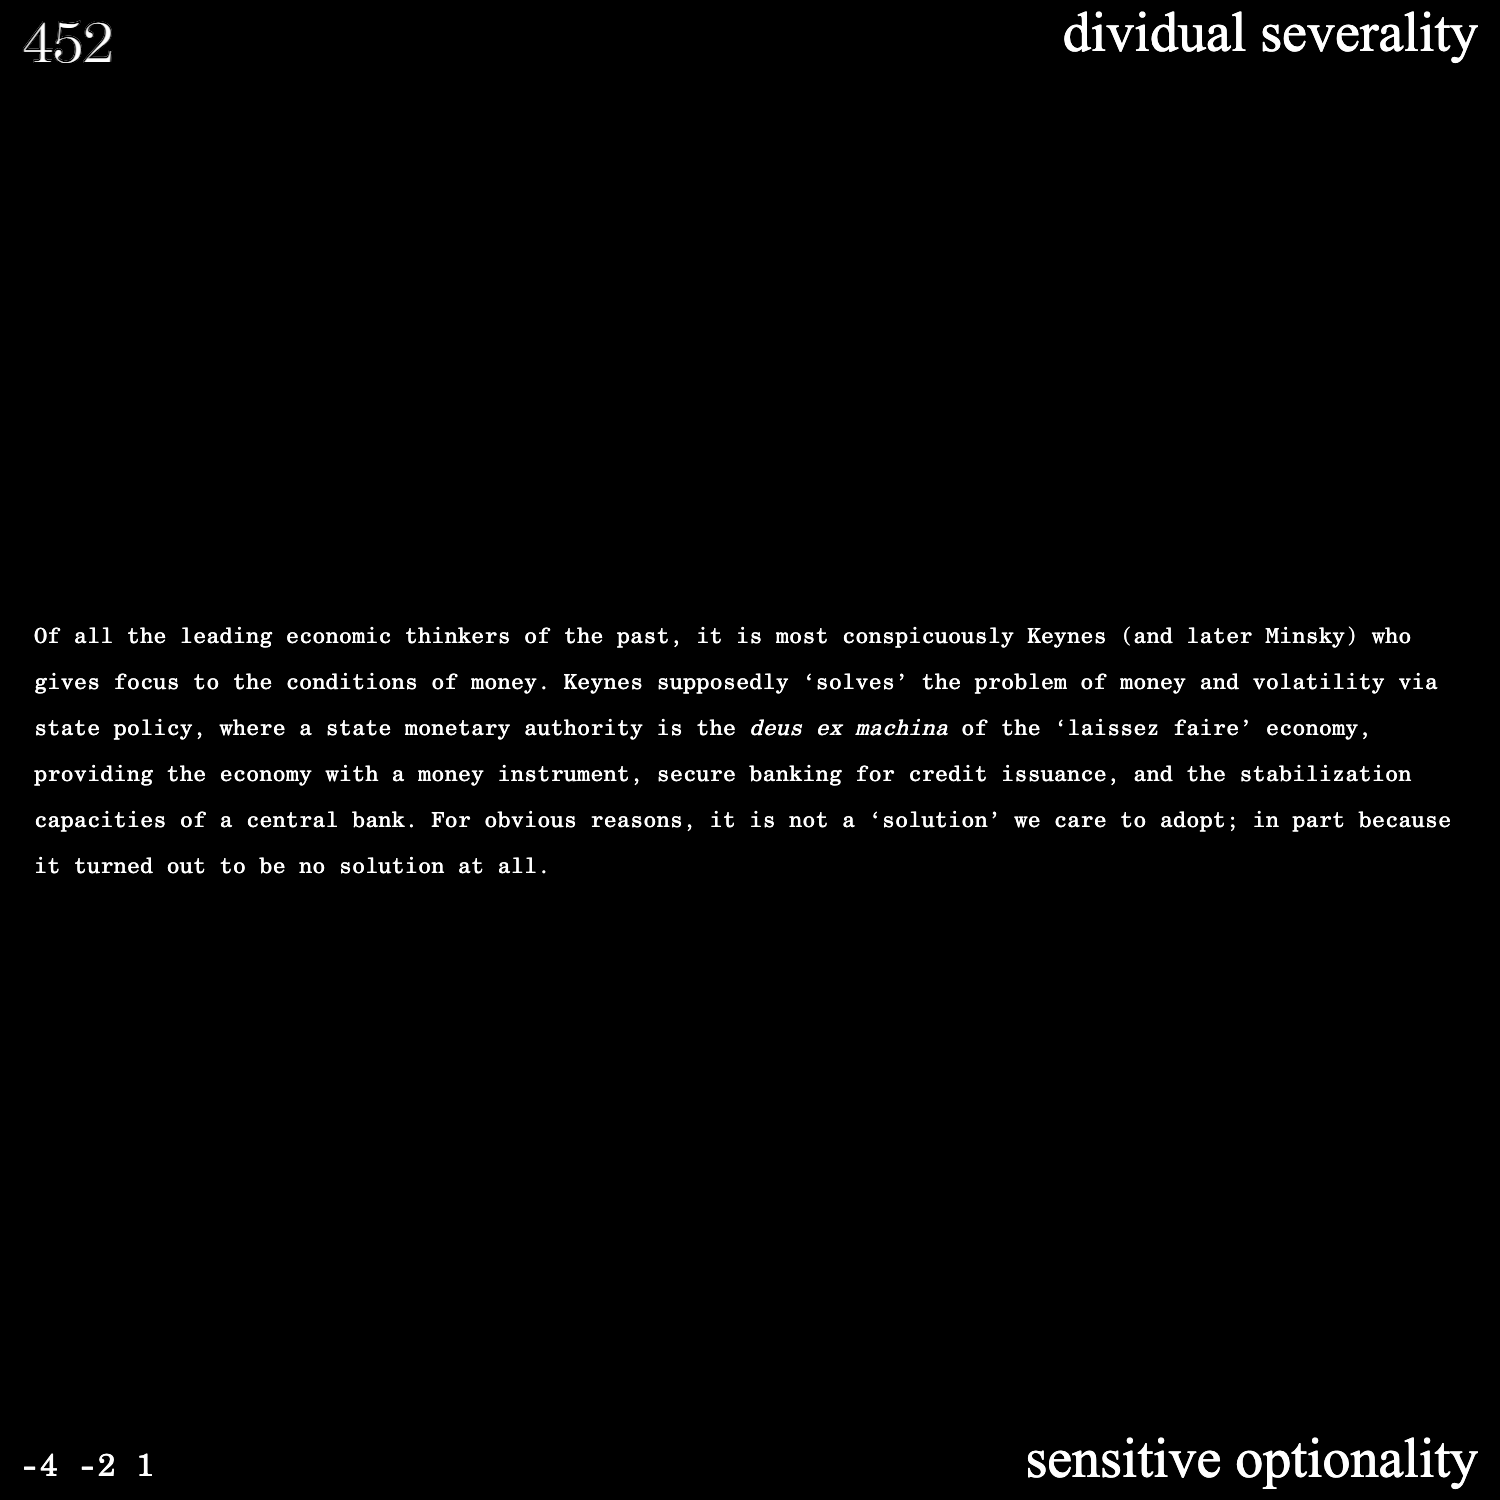 452
dividual severality
Of all the leading economic thinkers of the past, it is most conspicuously Keynes (and later Minsky) who
gives focus to the conditions of money. Keynes supposedly ‘solves’ the problem of money and volatility via
state policy, where a state monetary authority is the deus ex machina of the ‘laissez faire’ economy,
providing the economy with a money instrument, secure banking for credit issuance, and the stabilization
capacities of a central bank. For obvious reasons, it is not a ‘solution’ we care to adopt; in part because
it turned out to be no solution at all.
-4 -2 1
sensitive optionality